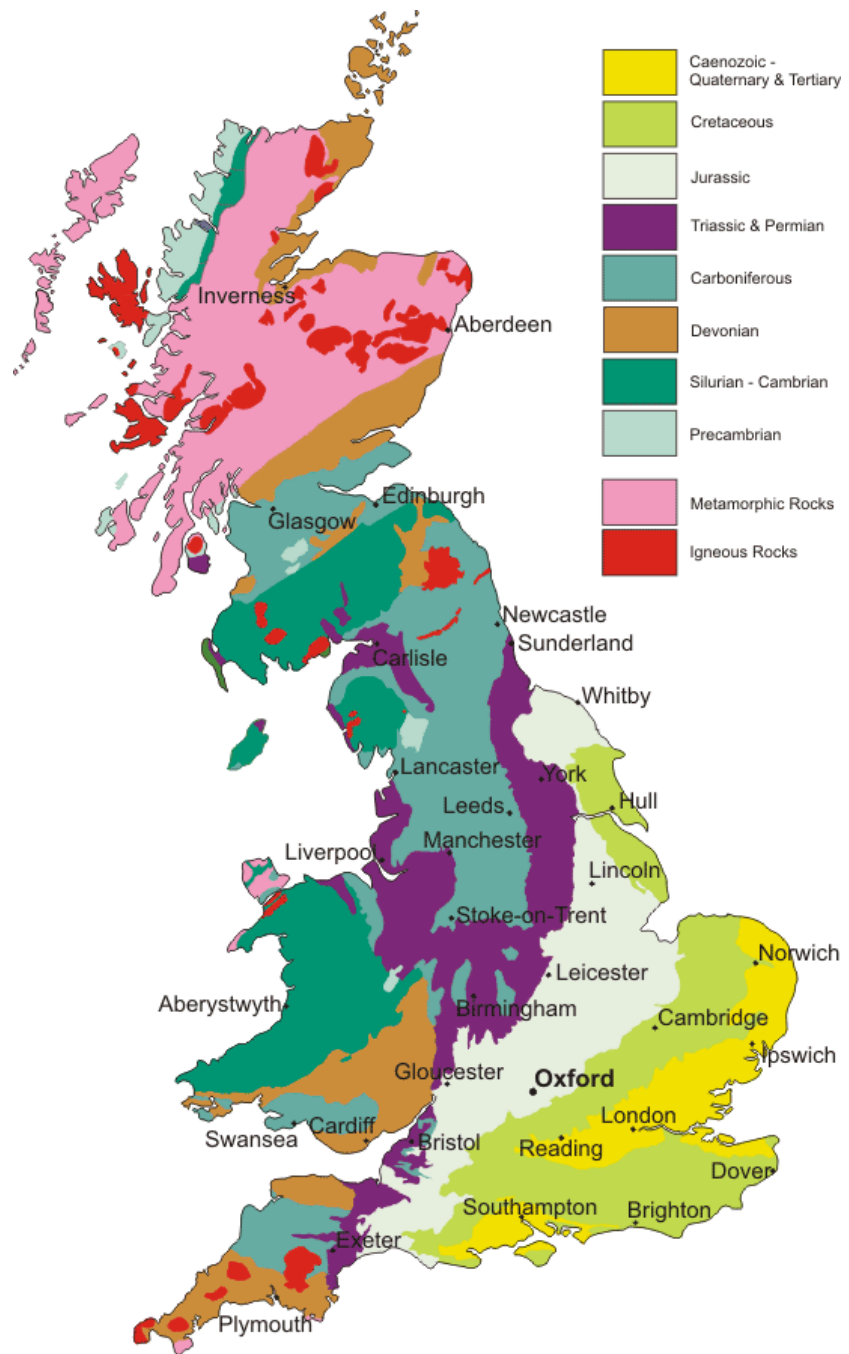 Caenozoic -
Quaternary & Tertiary
Cretaceous
Jurassic
Triassic & Permian
Carboniferous
Devonian
Silurian - Cambrian
Precambrian
Metamorphic Rocks
Igneous Rocks
Inverness
Aberdeen
Edinburgh
Glasgow
Newcastle
Sunderland
Carlisle
Whitby
Lancaster
York
Leeds
Hull
Manchester
Liverpool
Lincoln
Stoke-on-Trent
Norwich
Leicester
Aberystwyth
Birmingham
Cambridge
Ipswich
Gloucester
Oxford
London
Swansea
Cardiff
Bristol
Reading
Dover
Southampton
Brighton
Exeter
Plymouth